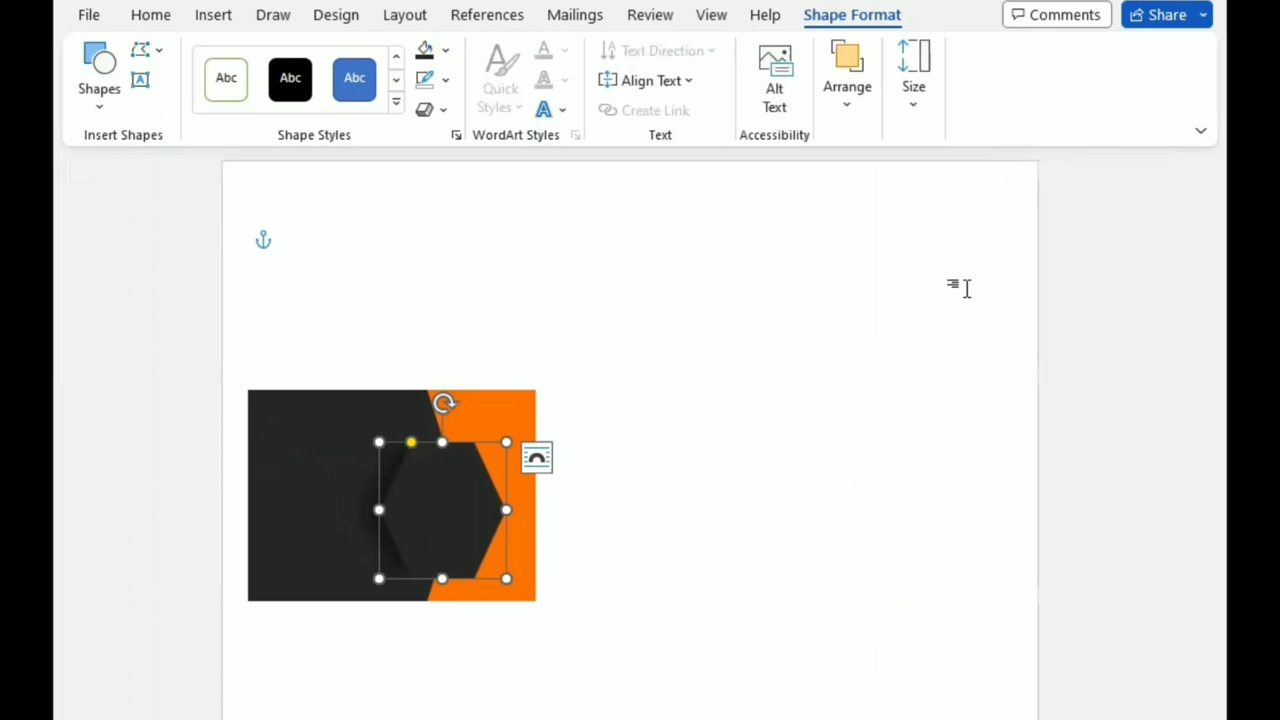 File Home Insert Draw Design Layout References Mailings Review View Help Shape Format Comments Share
Shapes
Abc Abc Abc
Quick Styles
A
A
A
Text Direction
Align Text
Create Link
Alt Text
Arrange
Size
Insert Shapes Shape Styles WordArt Styles Text Accessibility